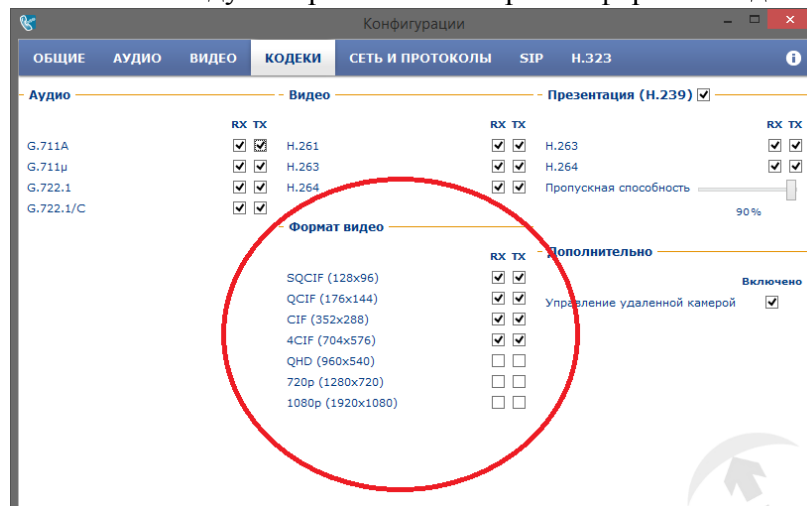 Конфигурации
ОБЩИЕ АУДИО ВИДЕО КОДЕКИ СЕТЬ И ПРОТОКОЛЫ SIP H.323
Аудио
RX TX
G.711A
G.711µ
G.722.1
G.722.1/C
Видео
RX TX
H.261
H.263
H.264
Формат видео
RX TX
SQCIF (128x96)
QCIF (176x144)
CIF (352x288)
4CIF (704x576)
QHD (960x540)
720p (1280x720)
1080p (1920x1080)
Презентация (H.239)
RX TX
H.263
H.264
Пропускная способность
90%
Дополнительно
Включено
Управление удаленной камерой